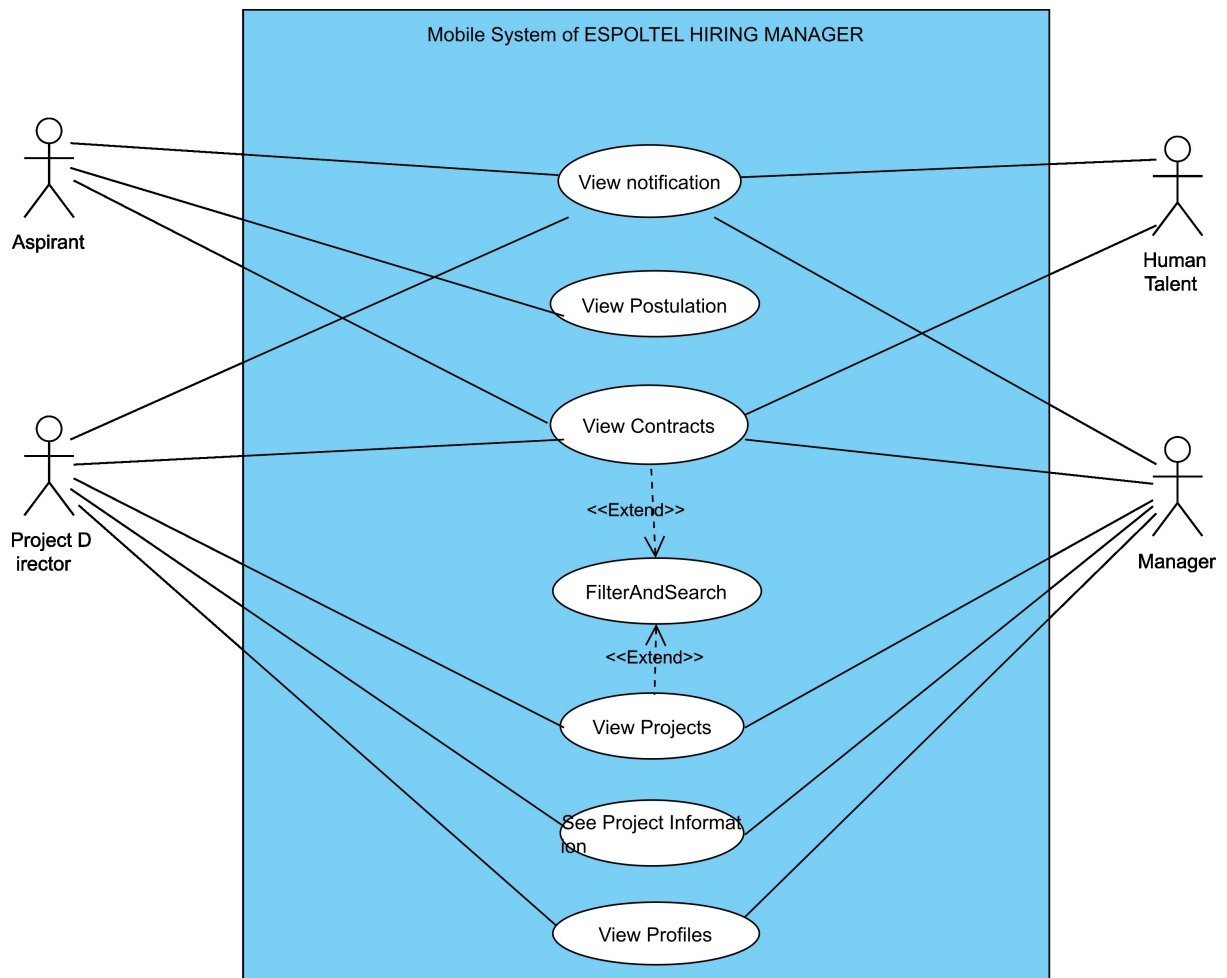 Mobile System of ESPOLTEL HIRING MANAGER
View notification
Aspirant
Human
Talent
View Postulation
View Contracts
<<Extend>>
Project D
irector
Manager
FilterAndSearch
<<Extend>>
View Projects
See Project Informat
ion
View Profiles